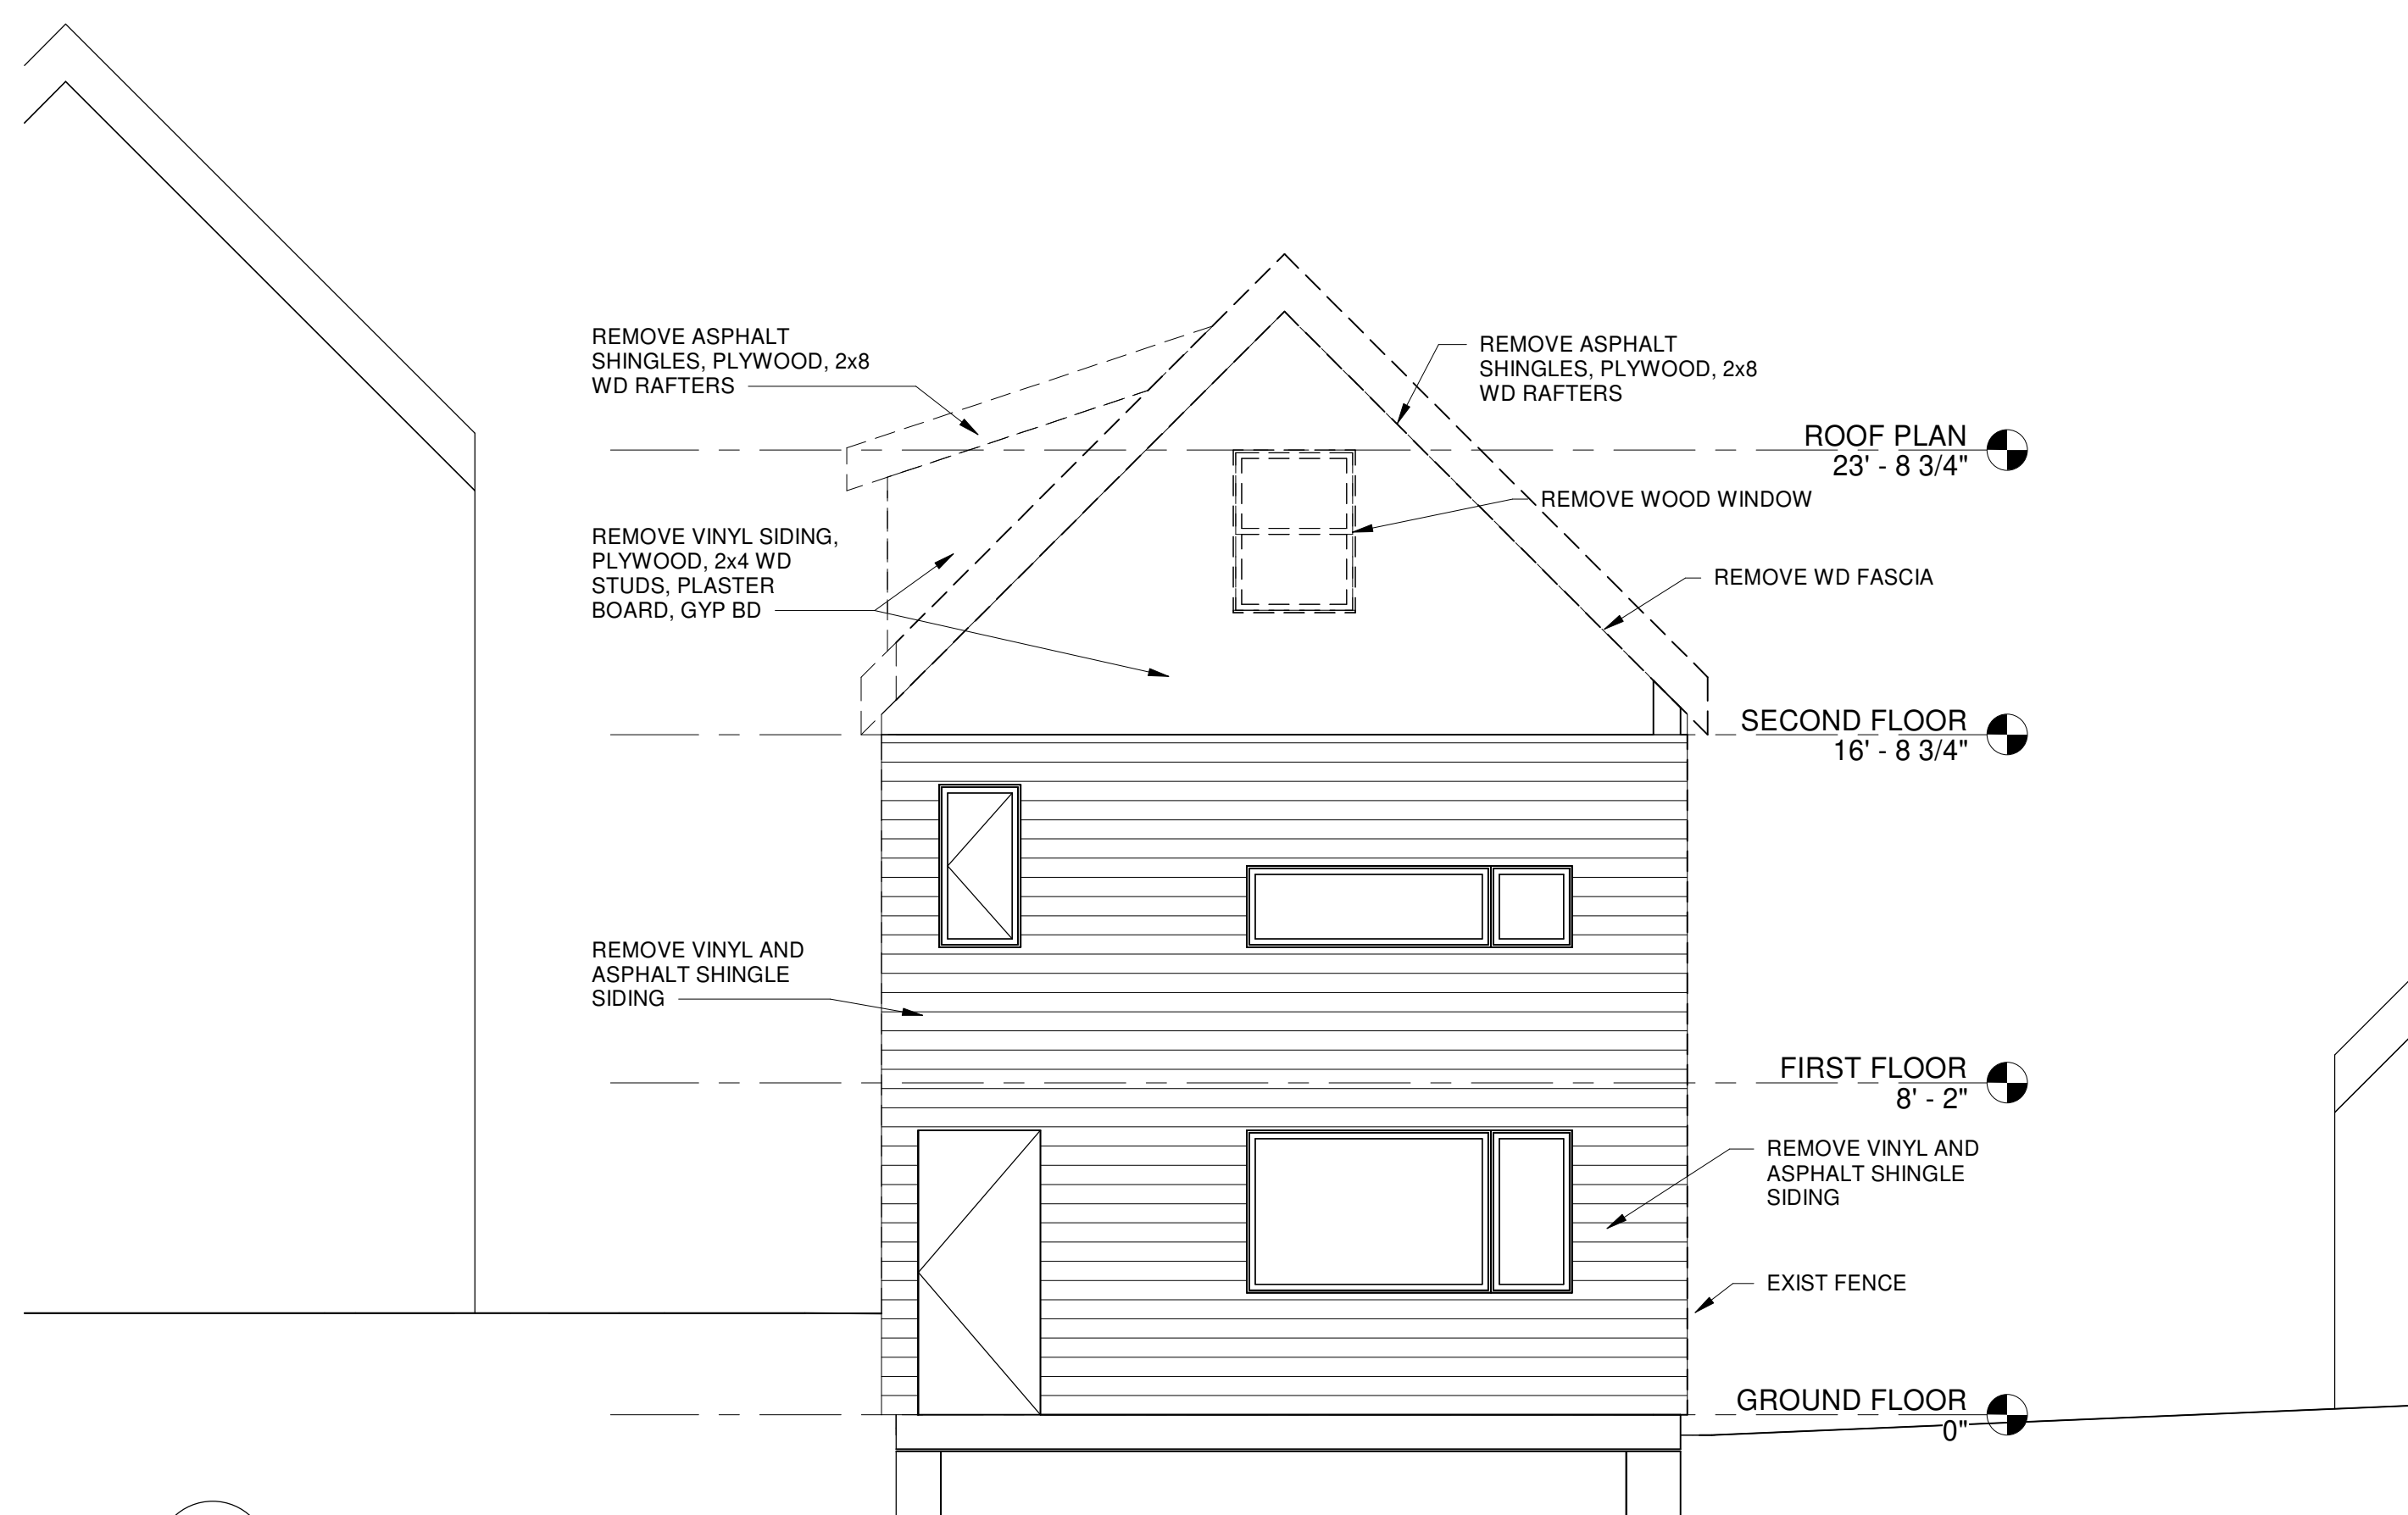 REMOVE ASPHALT
SHINGLES, PLYWOOD, 2x8
WD RAFTERS
REMOVE ASPHALT
SHINGLES, PLYWOOD, 2x8
WD RAFTERS
ROOF PLAN
23' - 8 3/4"
REMOVE WOOD WINDOW
REMOVE VINYL SIDING,
PLYWOOD, 2x4 WD
STUDS, PLASTER
BOARD, GYP BD
REMOVE WD FASCIA
SECOND FLOOR
16' - 8 3/4"
REMOVE VINYL AND
ASPHALT SHINGLE
SIDING
FIRST FLOOR
8' - 2"
REMOVE VINYL AND
ASPHALT SHINGLE
SIDING
EXIST FENCE
GROUND FLOOR
0"